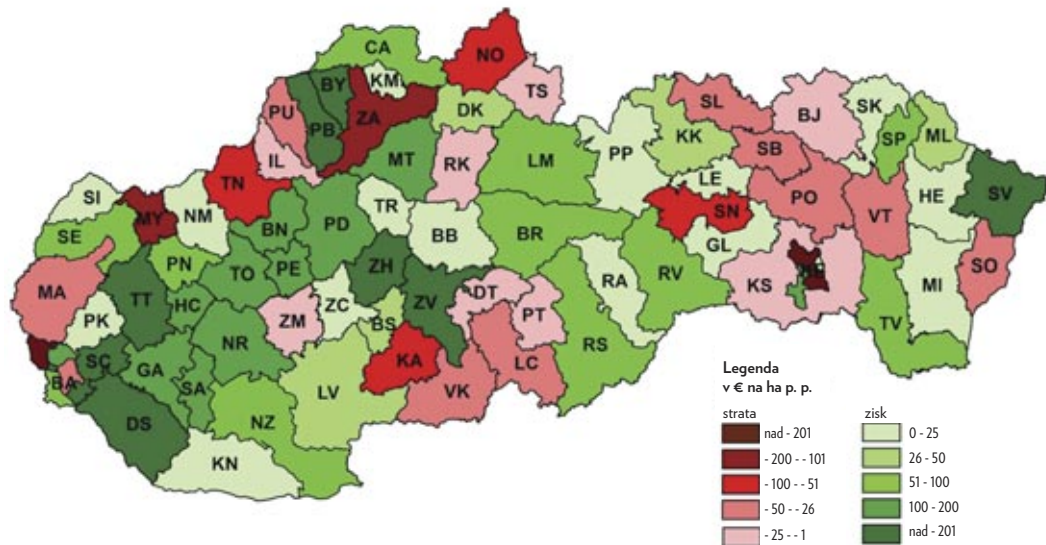 CA
NO
KM
TS
BY
PU
PB
ZA
DK
SL
BJ
SK
SP
ML
KK
IL
MT
RK
LM
PP
SB
LE
HE
SV
TN
SI
MY
NM
TR
PO
VT
SN
SE
BN
PD
BB
BR
GL
PN
TO
PE
ZH
RA
RV
KS
SO
MA
TT
HC
ZC
ZV
DT
MI
PK
ZM
BS
PT
TV
SC
GA
NR
KA
LC
RS
BA
SA
LV
VK
DS
NZ
KN
Legenda
v € na ha p. p.
strata
zisk
nad - 201
0 - 25
- 200 - - 101
26 - 50
- 100 - - 51
51 - 100
- 50 - - 26
100 - 200
- 25 - - 1
nad - 201